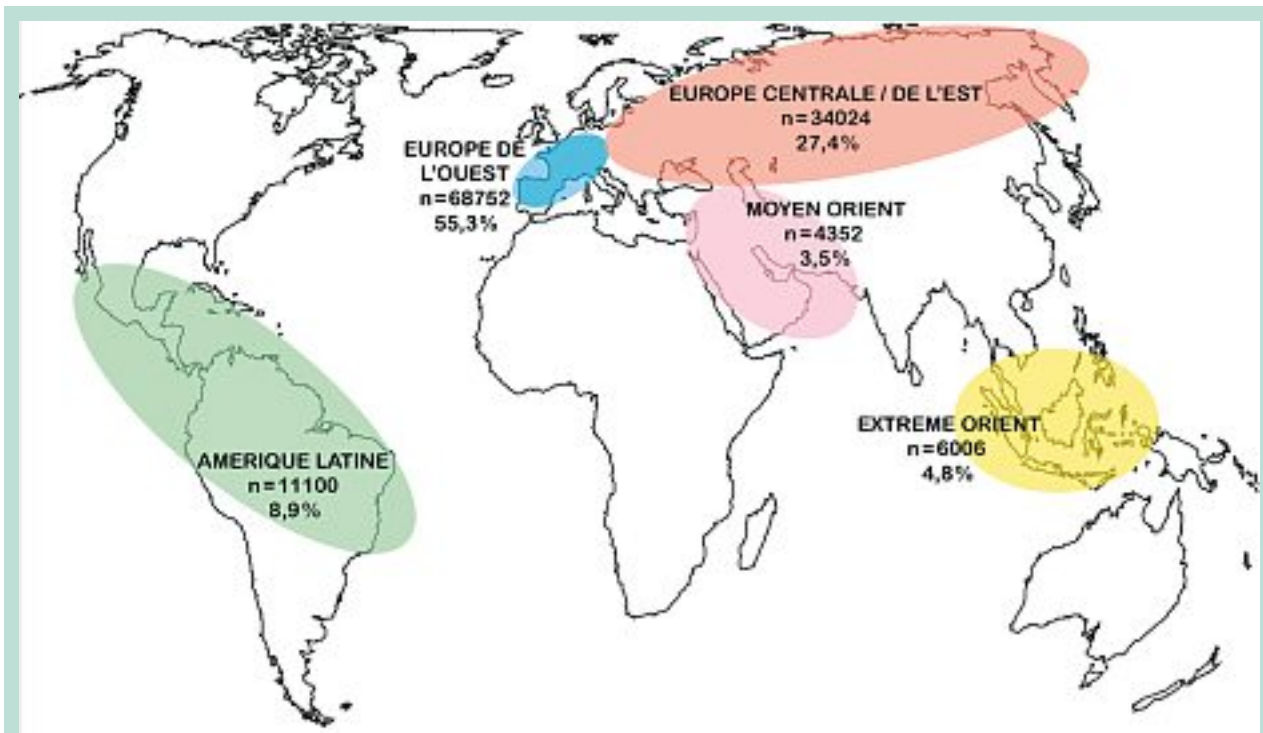 EUROPE CENTRALE / DE L'EST
n=34024
27,4%
EUROPE DE
L'OUEST
n=68752
55,3%
MOYEN ORIENT
n=4352
3,5%
EXTREME ORIENT
n=6006
4,8%
AMERIQUE LATINE
n=11100
8,9%